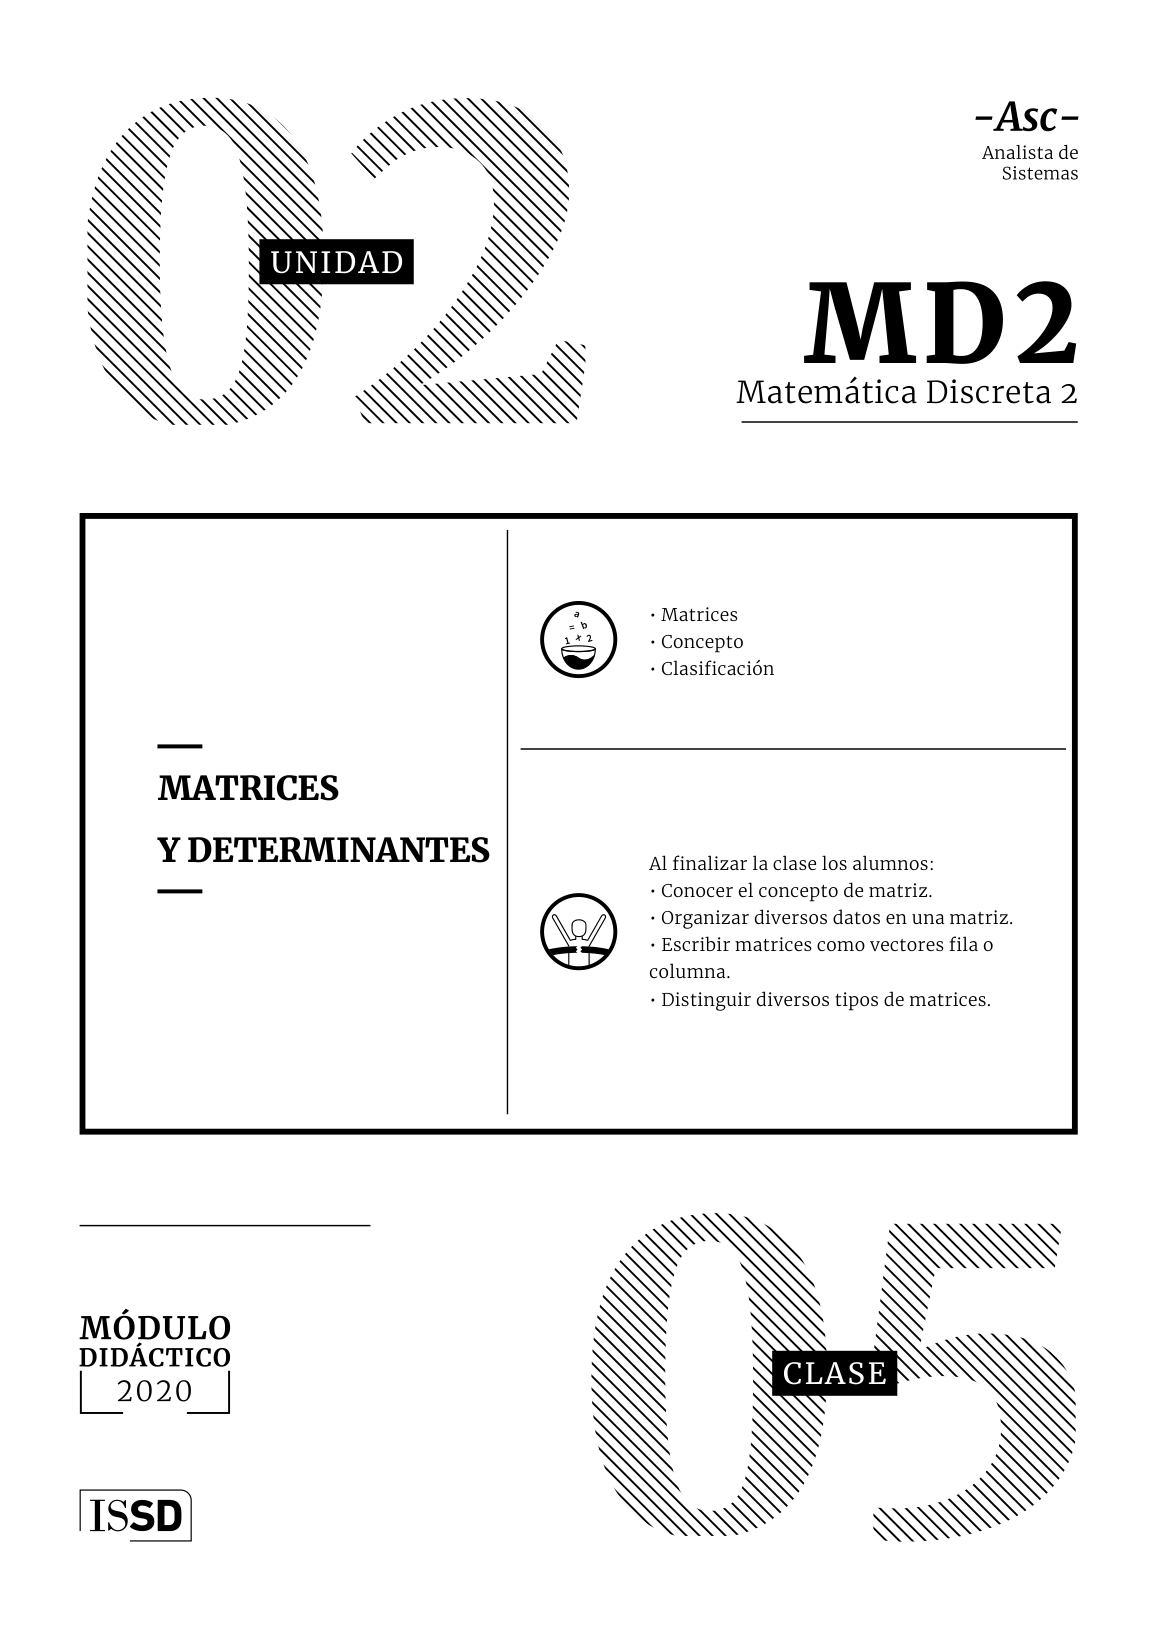 02
UNIDAD
-Asc-
Analista de
Sistemas
MD2
Matemática Discreta 2
MATRICES
Y DETERMINANTES
a
= b
1 + 2
• Matrices
• Concepto
• Clasificación
Al finalizar la clase los alumnos:
• Conocer el concepto de matriz.
• Organizar diversos datos en una matriz.
• Escribir matrices como vectores fila o
columna.
• Distinguir diversos tipos de matrices.
MÓDULO
DIDÁCTICO
2020
ISSD
05
CLASE